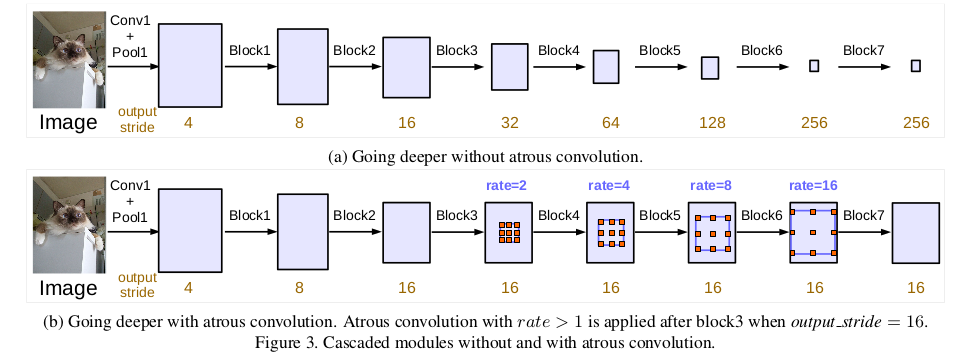 Conv1
+
Pool1
Block1 Block2 Block3 Block4 Block5 Block6 Block7
Image
output
stride
4 8 16 32 64 128 256 256
(a) Going deeper without atrous convolution.
rate=2 rate=4 rate=8 rate=16
Conv1
+
Pool1
Block1 Block2 Block3 Block4 Block5 Block6 Block7
Image
output
stride
4 8 16 16 16 16 16 16
(b) Going deeper with atrous convolution. Atrous convolution with rate > 1 is applied after block3 when output_stride = 16.
Figure 3. Cascaded modules without and with atrous convolution.